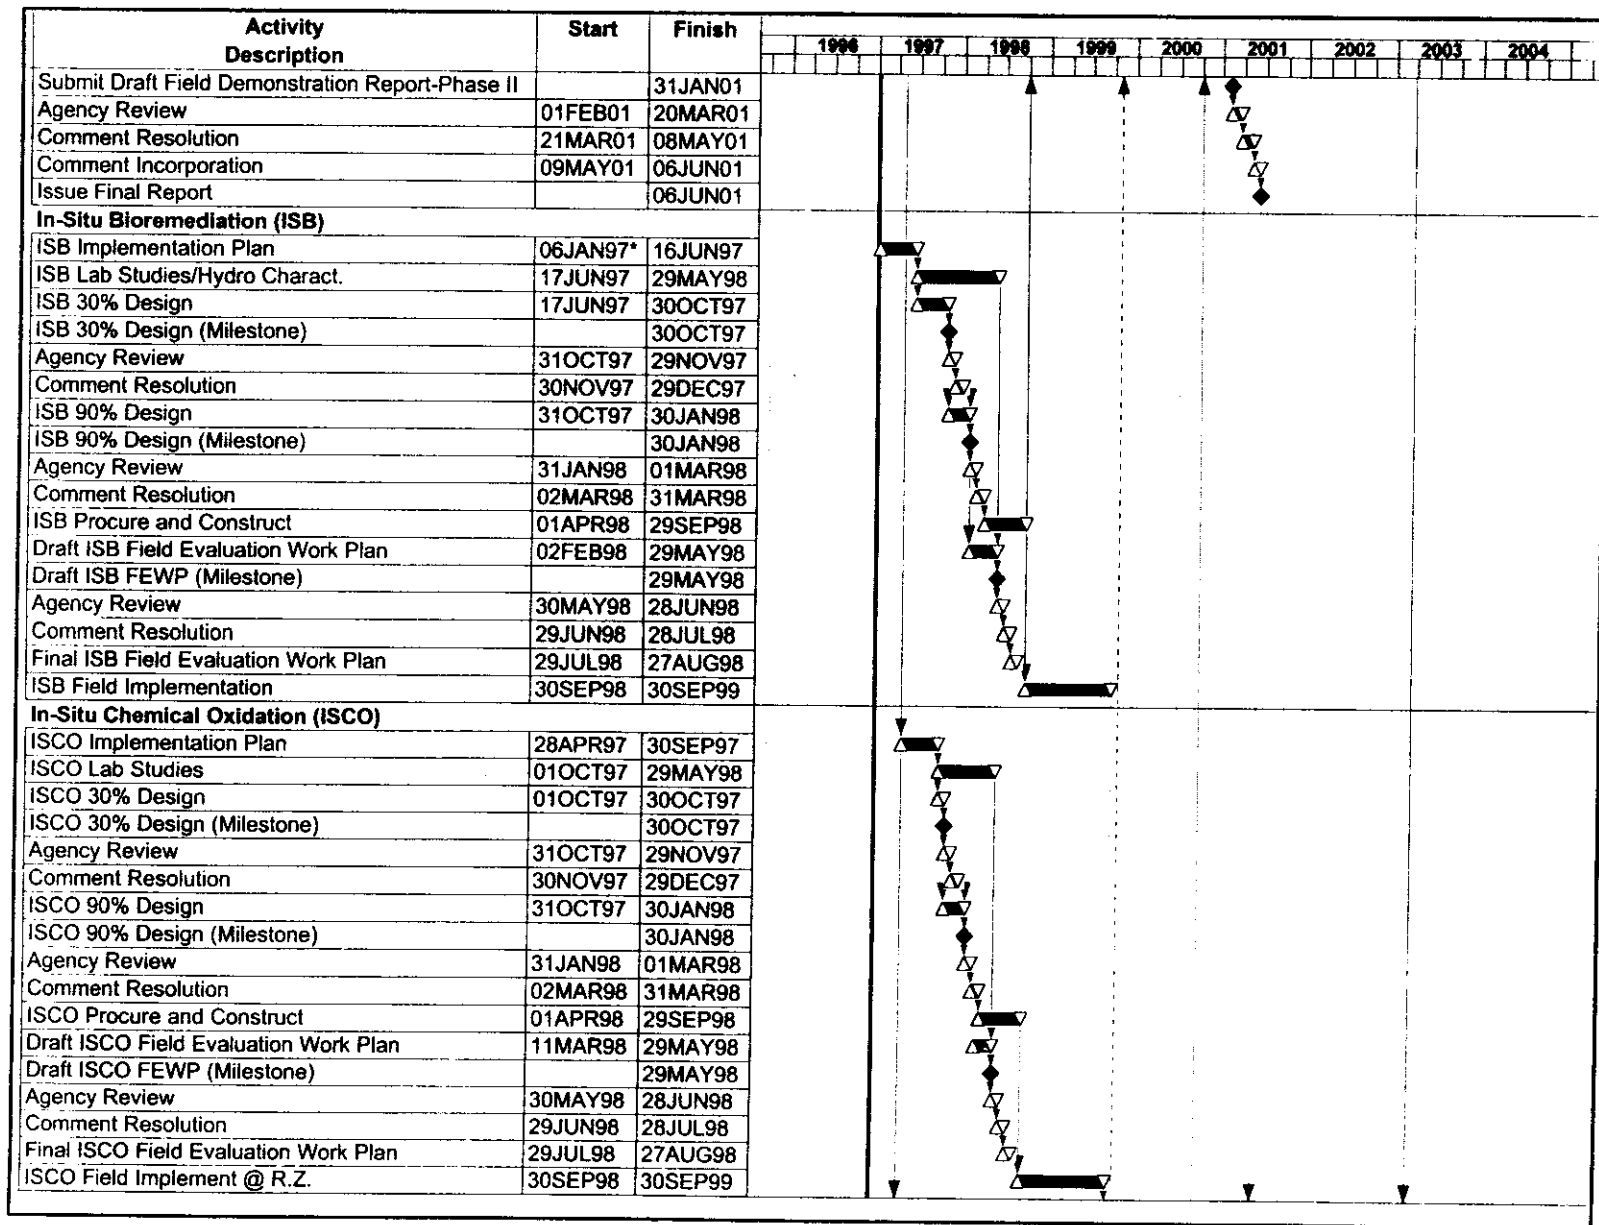 Activity Description Start Finish
1996 1997 1998 1999 2000 2001 2002 2003 2004
Submit Draft Field Demonstration Report-Phase II 31JAN01
Agency Review 01FEB01 20MAR01
Comment Resolution 21MAR01 08MAY01
Comment Incorporation 09MAY01 06JUN01
Issue Final Report 06JUN01
In-Situ Bioremediation (ISB)
ISB Implementation Plan 06JAN97* 16JUN97
ISB Lab Studies/Hydro Charact. 17JUN97 29MAY98
ISB 30% Design 17JUN97 30OCT97
ISB 30% Design (Milestone) 30OCT97
Agency Review 31OCT97 29NOV97
Comment Resolution 30NOV97 29DEC97
ISB 90% Design 31OCT97 30JAN98
ISB 90% Design (Milestone) 30JAN98
Agency Review 31JAN98 01MAR98
Comment Resolution 02MAR98 31MAR98
ISB Procure and Construct 01APR98 29SEP98
Draft ISB Field Evaluation Work Plan 02FEB98 29MAY98
Draft ISB FEWP (Milestone) 29MAY98
Agency Review 30MAY98 28JUN98
Comment Resolution 29JUN98 28JUL98
Final ISB Field Evaluation Work Plan 29JUL98 27AUG98
ISB Field Implementation 30SEP98 30SEP99
In-Situ Chemical Oxidation (ISCO)
ISCO Implementation Plan 28APR97 30SEP97
ISCO Lab Studies 01OCT97 29MAY98
ISCO 30% Design 01OCT97 30OCT97
ISCO 30% Design (Milestone) 30OCT97
Agency Review 31OCT97 29NOV97
Comment Resolution 30NOV97 29DEC97
ISCO 90% Design 31OCT97 30JAN98
ISCO 90% Design (Milestone) 30JAN98
Agency Review 31JAN98 01MAR98
Comment Resolution 02MAR98 31MAR98
ISCO Procure and Construct 01APR98 29SEP98
Draft ISCO Field Evaluation Work Plan 11MAR98 29MAY98
Draft ISCO FEWP (Milestone) 29MAY98
Agency Review 30MAY98 28JUN98
Comment Resolution 29JUN98 28JUL98
Final ISCO Field Evaluation Work Plan 29JUL98 27AUG98
ISCO Field Implement @ R.Z. 30SEP98 30SEP99